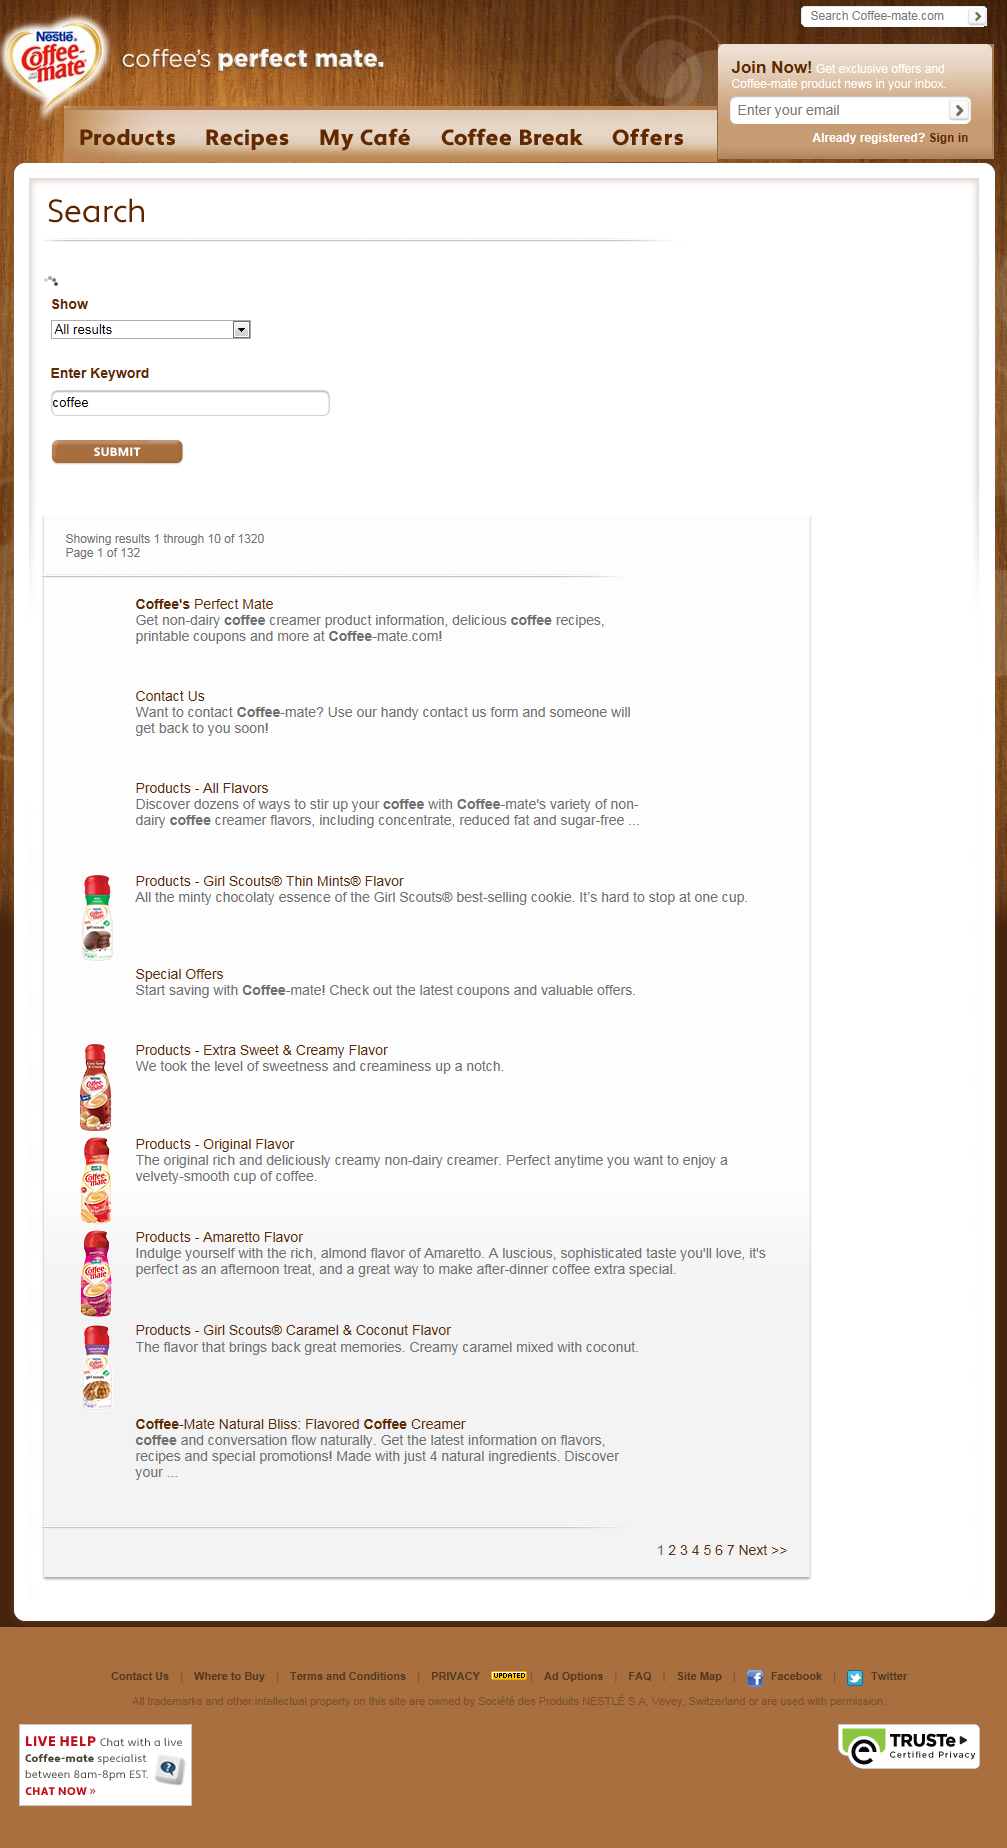 Search Coffee-mate.com
Nestlé®
Coffee-mate
coffee's perfect mate.
Join Now! Get exclusive offers and
Coffee-mate product news in your inbox.
Enter your email
Already registered? Sign in
Products Recipes My Café Coffee Break Offers
Search
Show
All results
Enter Keyword
coffee
SUBMIT
Showing results 1 through 10 of 1320
Page 1 of 132
Coffee's Perfect Mate
Get non-dairy coffee creamer product information, delicious coffee recipes,
printable coupons and more at Coffee-mate.com!
Contact Us
Want to contact Coffee-mate? Use our handy contact us form and someone will
get back to you soon!
Products - All Flavors
Discover dozens of ways to stir up your coffee with Coffee-mate's variety of non-
dairy coffee creamer flavors, including concentrate, reduced fat and sugar-free ...
Products - Girl Scouts® Thin Mints® Flavor
All the minty chocolaty essence of the Girl Scouts® best-selling cookie. It’s hard to stop at one cup.
Special Offers
Start saving with Coffee-mate! Check out the latest coupons and valuable offers.
Products - Extra Sweet & Creamy Flavor
We took the level of sweetness and creaminess up a notch.
Products - Original Flavor
The original rich and deliciously creamy non-dairy creamer. Perfect anytime you want to enjoy a
velvety-smooth cup of coffee.
Products - Amaretto Flavor
Indulge yourself with the rich, almond flavor of Amaretto. A luscious, sophisticated taste you'll love, it's
perfect as an afternoon treat, and a great way to make after-dinner coffee extra special.
Products - Girl Scouts® Caramel & Coconut Flavor
The flavor that brings back great memories. Creamy caramel mixed with coconut.
Coffee-Mate Natural Bliss: Flavored Coffee Creamer
coffee and conversation flow naturally. Get the latest information on flavors,
recipes and special promotions! Made with just 4 natural ingredients. Discover
your ...
1 2 3 4 5 6 7 Next >>
Contact Us | Where to Buy | Terms and Conditions | PRIVACY UPDATED | Ad Options | FAQ | Site Map | Facebook | Twitter
All trademarks and other intellectual property on this site are owned by Société des Produits NESTLÉ S.A, Vevey, Switzerland or are used with permission.
LIVE HELP Chat with a live
Coffee-mate specialist
between 8am-8pm EST.
CHAT NOW »
TRUSTe
Certified Privacy